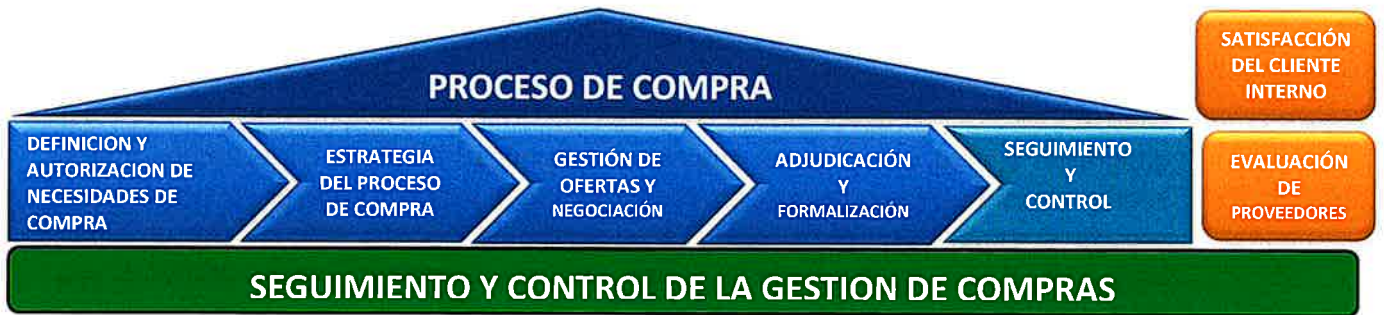 PROCESO DE COMPRA
SATISFACCIÓN
DEL CLIENTE
INTERNO
DEFINICION Y
AUTORIZACION DE
NECESIDADES DE
COMPRA
ESTRATEGIA
DEL PROCESO
DE COMPRA
GESTIÓN DE
OFERTAS Y
NEGOCIACIÓN
ADJUDICACIÓN
Y
FORMALIZACIÓN
SEGUIMIENTO
Y
CONTROL
EVALUACIÓN
DE
PROVEEDORES
SEGUIMIENTO Y CONTROL DE LA GESTION DE COMPRAS